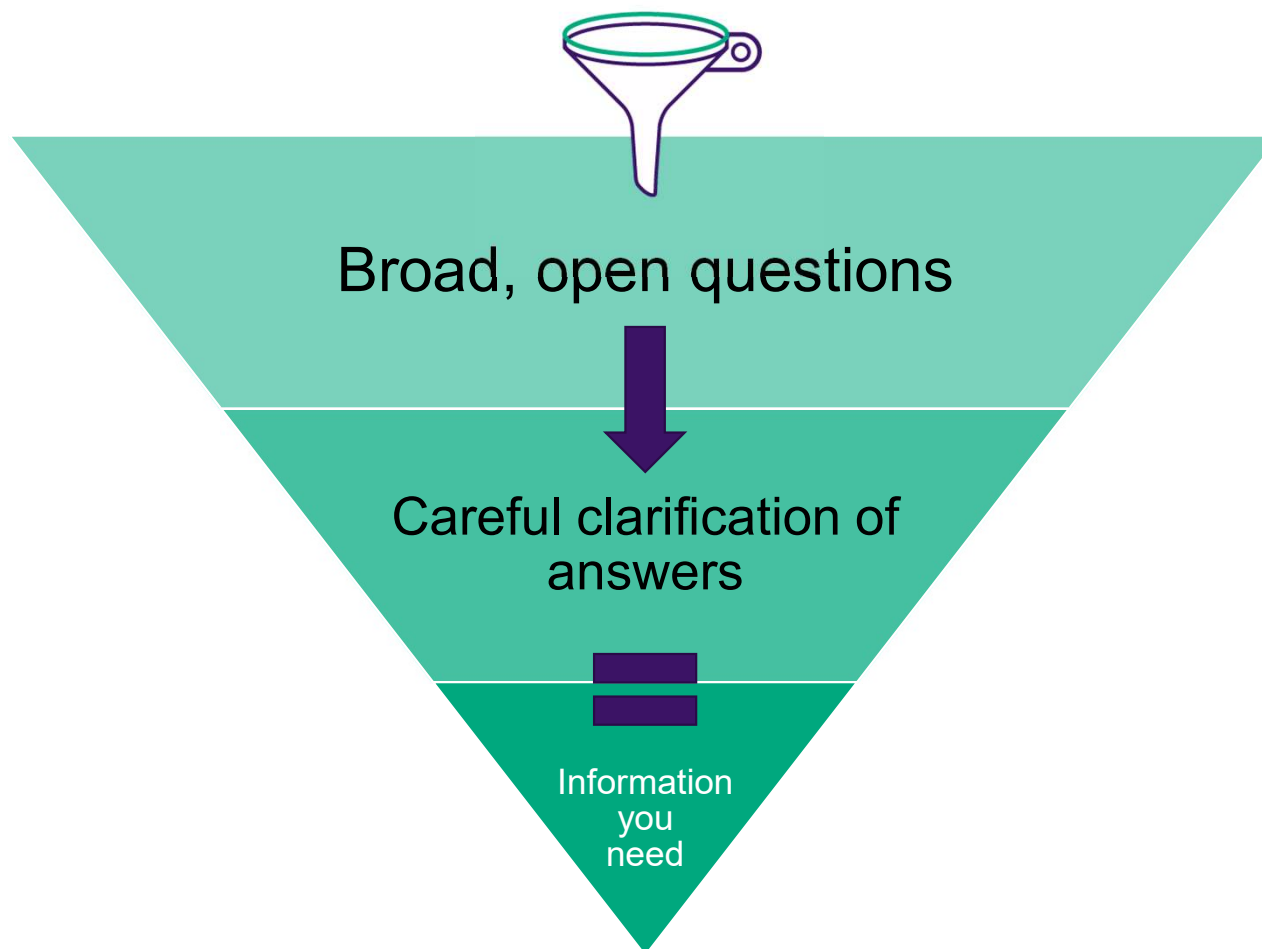 Broad, open questions
Careful clarification of
answers
Information
you
need